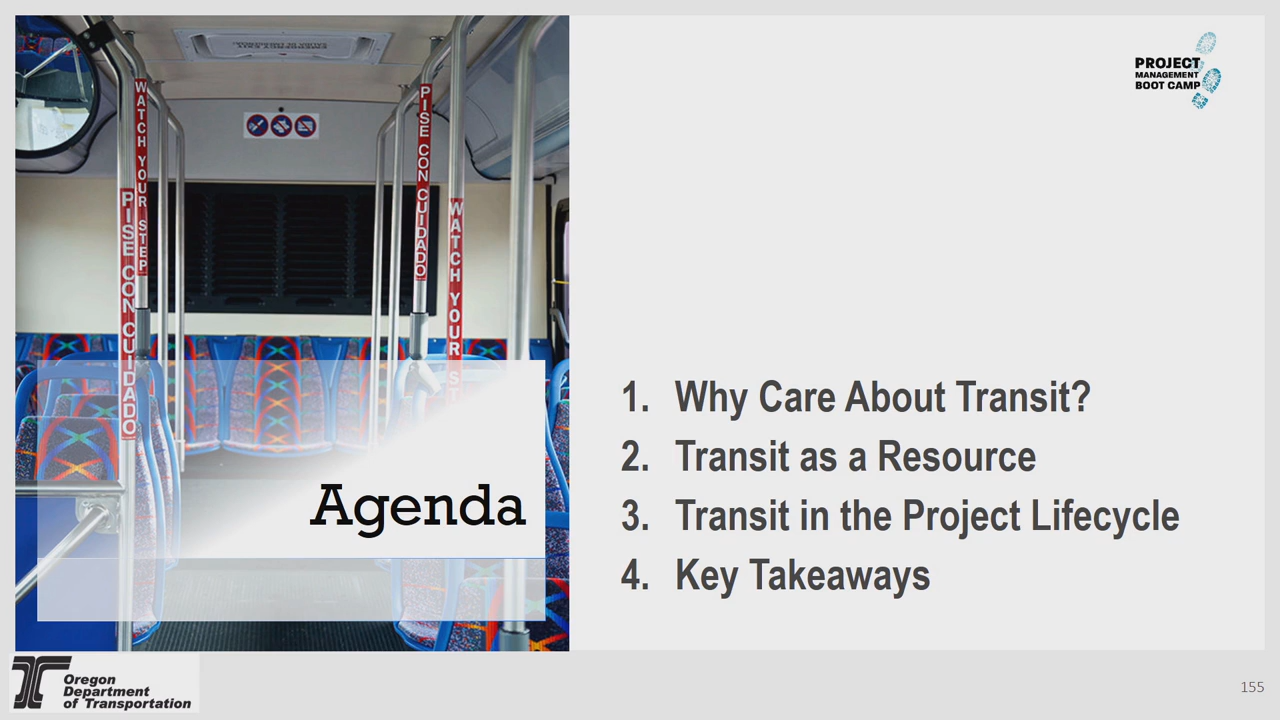 WATCH YOUR STEP
PISE CON CUIDADO
PISE CON CUIDADO
WATCH YOUR S
Agenda
PROJECT
MANAGEMENT
BOOT CAMP
1. Why Care About Transit?
2. Transit as a Resource
3. Transit in the Project Lifecycle
4. Key Takeaways
Oregon
Department
of Transportation
155